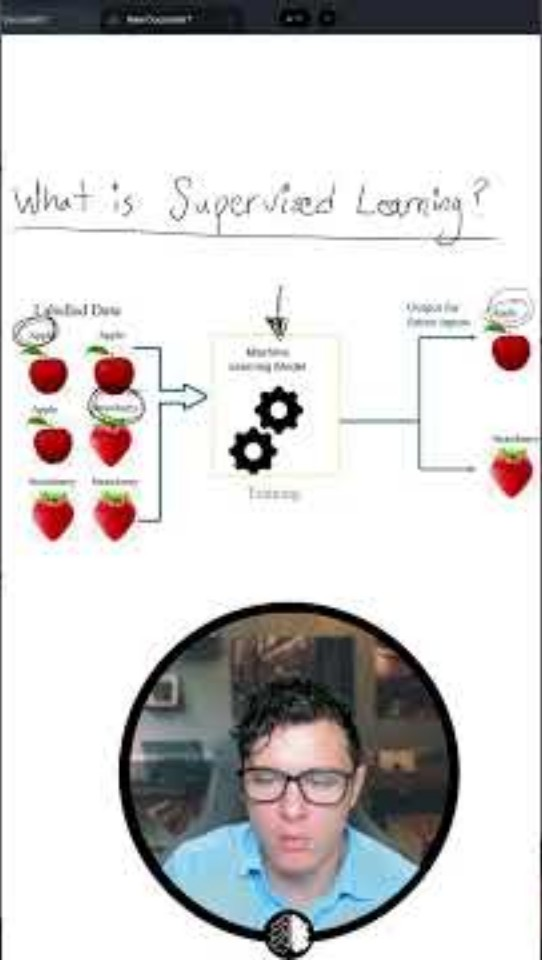 What is Supervised Learning?
Labelled Data
Apple
Apple
Apple
Strawberry
Strawberry
Strawberry
Machine
Learning Model
Training
Output for
future inputs
Apple
Strawberry